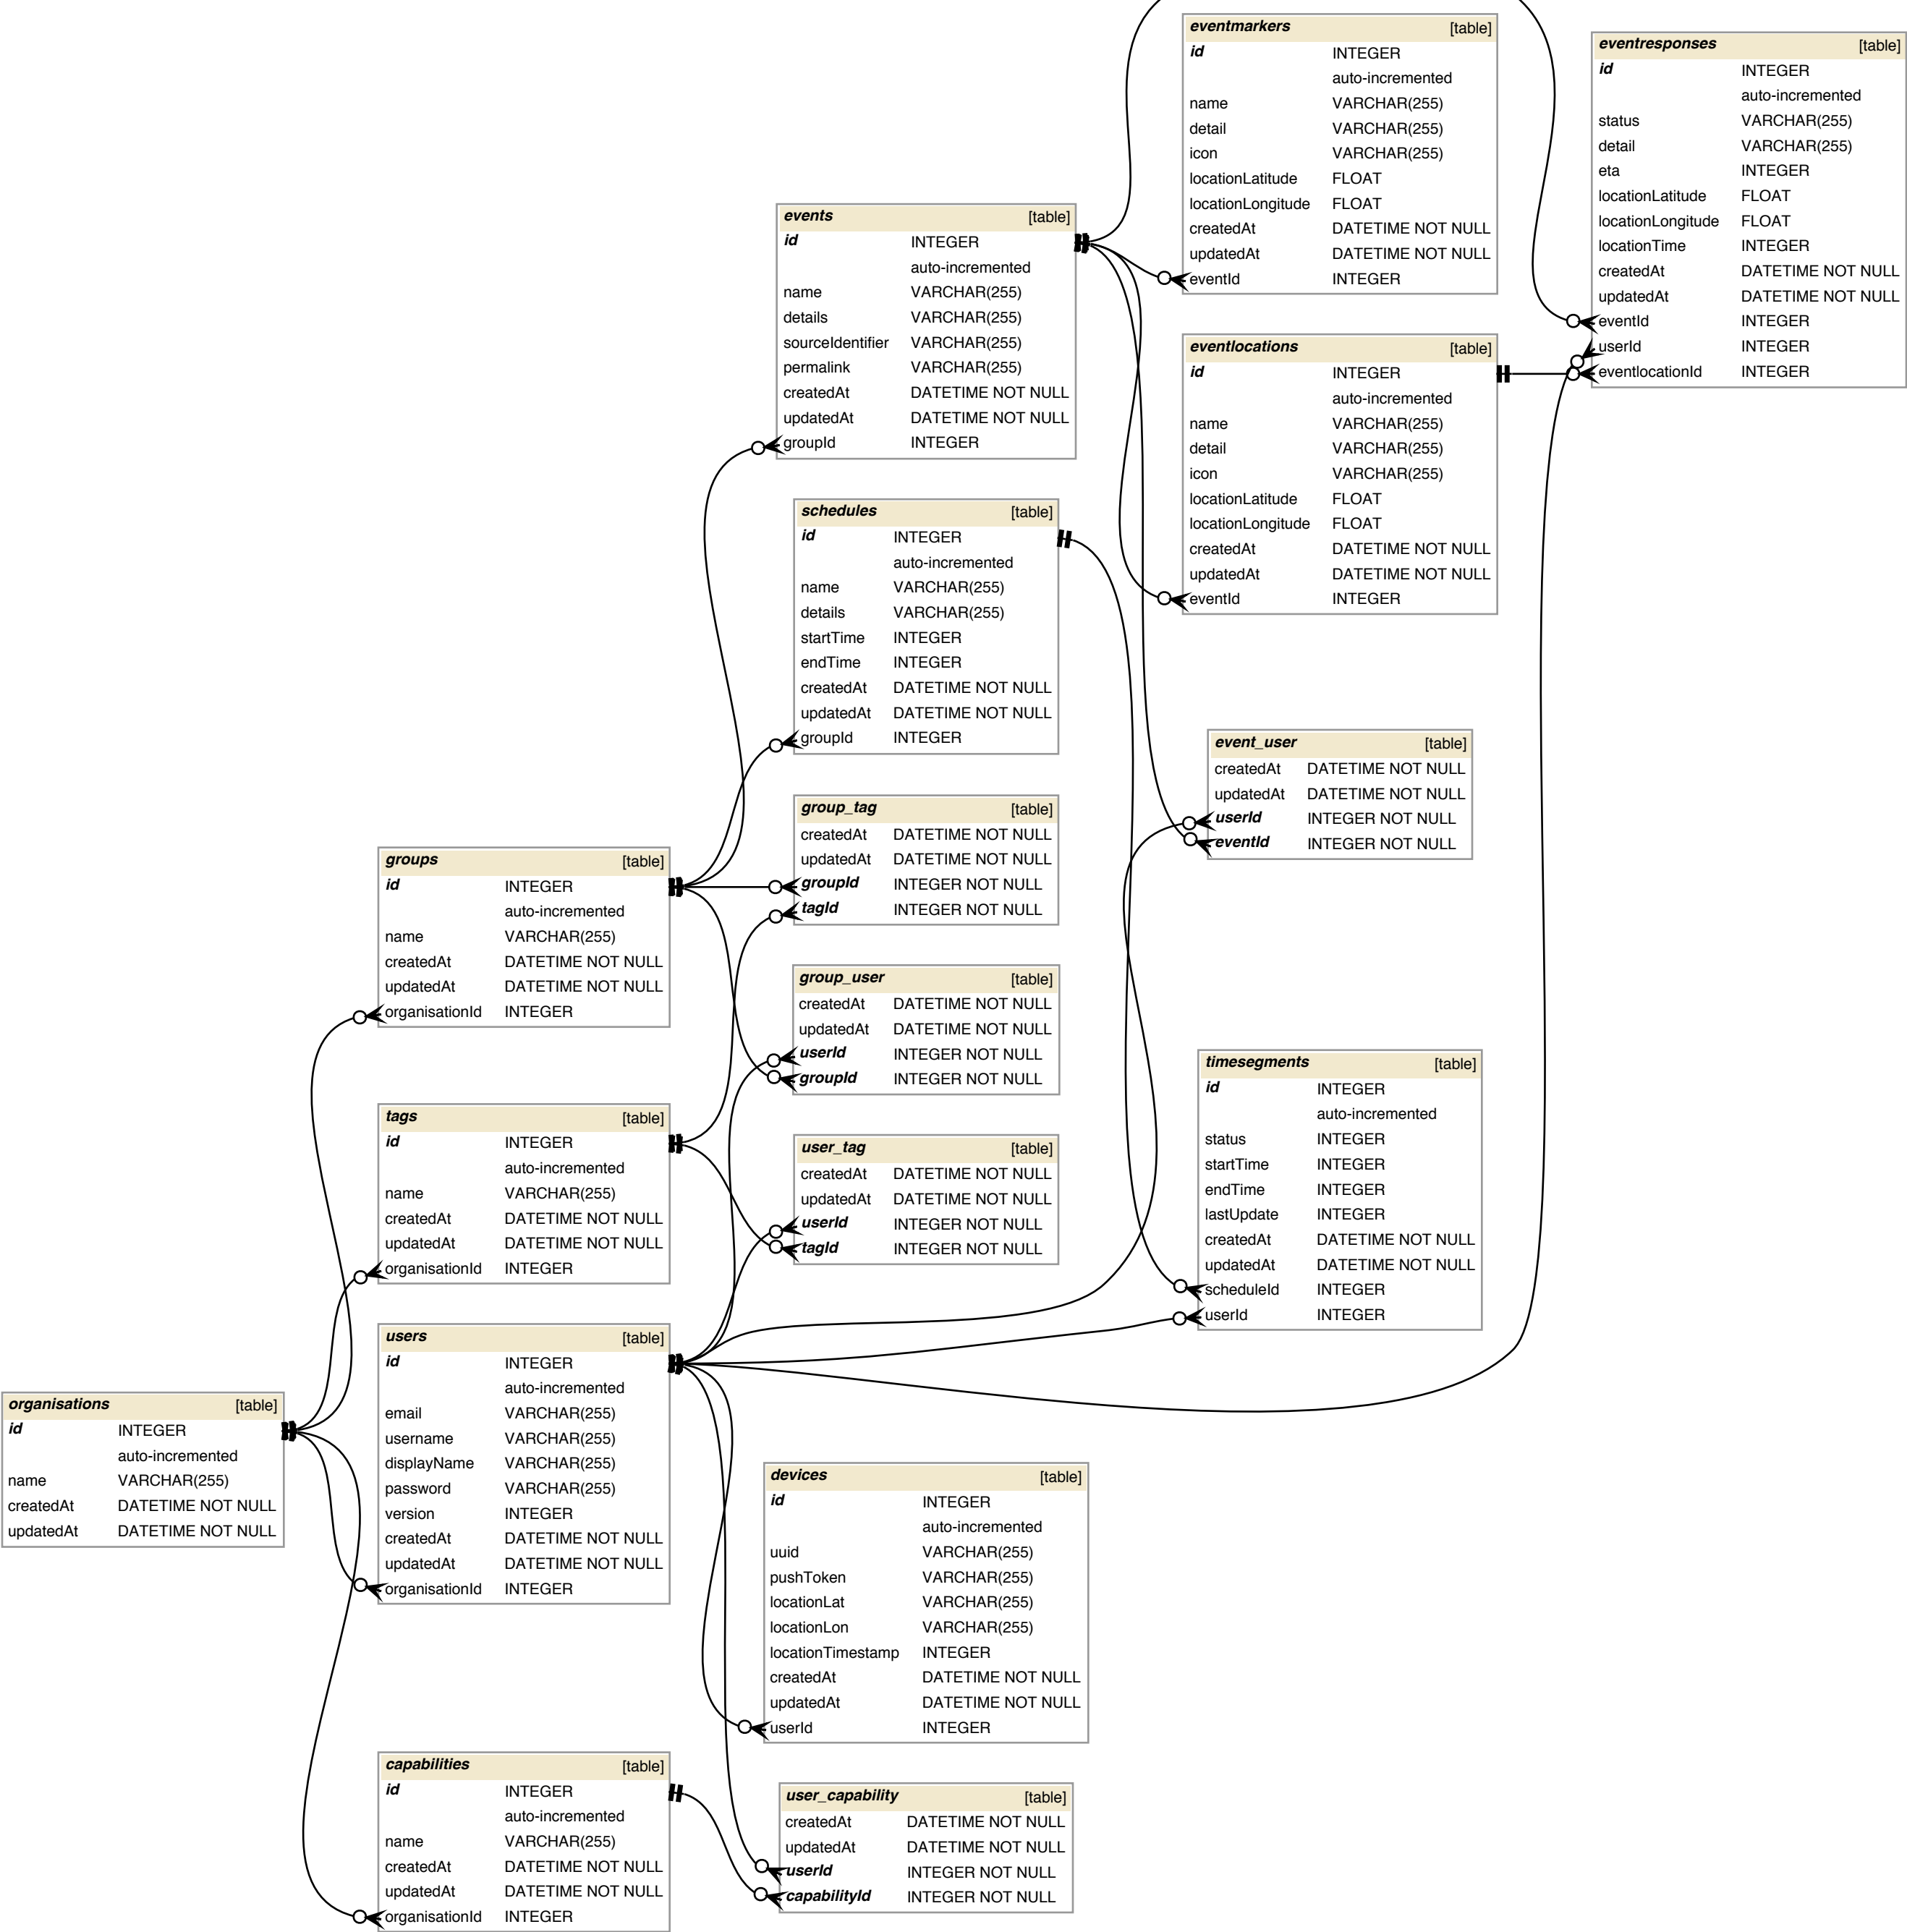 eventmarkers [table]
id INTEGER
auto-incremented
name VARCHAR(255)
detail VARCHAR(255)
icon VARCHAR(255)
locationLatitude FLOAT
locationLongitude FLOAT
createdAt DATETIME NOT NULL
updatedAt DATETIME NOT NULL
eventId INTEGER
eventresponses [table]
id INTEGER
auto-incremented
status VARCHAR(255)
detail VARCHAR(255)
eta INTEGER
locationLatitude FLOAT
locationLongitude FLOAT
locationTime INTEGER
createdAt DATETIME NOT NULL
updatedAt DATETIME NOT NULL
eventId INTEGER
userId INTEGER
eventlocationId INTEGER
events [table]
id INTEGER
auto-incremented
name VARCHAR(255)
details VARCHAR(255)
sourceIdentifier VARCHAR(255)
permalink VARCHAR(255)
createdAt DATETIME NOT NULL
updatedAt DATETIME NOT NULL
groupId INTEGER
eventlocations [table]
id INTEGER
auto-incremented
name VARCHAR(255)
detail VARCHAR(255)
icon VARCHAR(255)
locationLatitude FLOAT
locationLongitude FLOAT
createdAt DATETIME NOT NULL
updatedAt DATETIME NOT NULL
eventId INTEGER
schedules [table]
id INTEGER
auto-incremented
name VARCHAR(255)
details VARCHAR(255)
startTime INTEGER
endTime INTEGER
createdAt DATETIME NOT NULL
updatedAt DATETIME NOT NULL
groupId INTEGER
event_user [table]
createdAt DATETIME NOT NULL
updatedAt DATETIME NOT NULL
userId INTEGER NOT NULL
eventId INTEGER NOT NULL
group_tag [table]
createdAt DATETIME NOT NULL
updatedAt DATETIME NOT NULL
groupId INTEGER NOT NULL
tagId INTEGER NOT NULL
groups [table]
id INTEGER
auto-incremented
name VARCHAR(255)
createdAt DATETIME NOT NULL
updatedAt DATETIME NOT NULL
organisationId INTEGER
group_user [table]
createdAt DATETIME NOT NULL
updatedAt DATETIME NOT NULL
userId INTEGER NOT NULL
groupId INTEGER NOT NULL
timesegments [table]
id INTEGER
auto-incremented
status INTEGER
startTime INTEGER
endTime INTEGER
lastUpdate INTEGER
createdAt DATETIME NOT NULL
updatedAt DATETIME NOT NULL
scheduleId INTEGER
userId INTEGER
tags [table]
id INTEGER
auto-incremented
name VARCHAR(255)
createdAt DATETIME NOT NULL
updatedAt DATETIME NOT NULL
organisationId INTEGER
user_tag [table]
createdAt DATETIME NOT NULL
updatedAt DATETIME NOT NULL
userId INTEGER NOT NULL
tagId INTEGER NOT NULL
users [table]
id INTEGER
auto-incremented
email VARCHAR(255)
username VARCHAR(255)
displayName VARCHAR(255)
password VARCHAR(255)
version INTEGER
createdAt DATETIME NOT NULL
updatedAt DATETIME NOT NULL
organisationId INTEGER
organisations [table]
id INTEGER
auto-incremented
name VARCHAR(255)
createdAt DATETIME NOT NULL
updatedAt DATETIME NOT NULL
devices [table]
id INTEGER
auto-incremented
uuid VARCHAR(255)
pushToken VARCHAR(255)
locationLat VARCHAR(255)
locationLon VARCHAR(255)
locationTimestamp INTEGER
createdAt DATETIME NOT NULL
updatedAt DATETIME NOT NULL
userId INTEGER
capabilities [table]
id INTEGER
auto-incremented
name VARCHAR(255)
createdAt DATETIME NOT NULL
updatedAt DATETIME NOT NULL
organisationId INTEGER
user_capability [table]
createdAt DATETIME NOT NULL
updatedAt DATETIME NOT NULL
userId INTEGER NOT NULL
capabilityId INTEGER NOT NULL